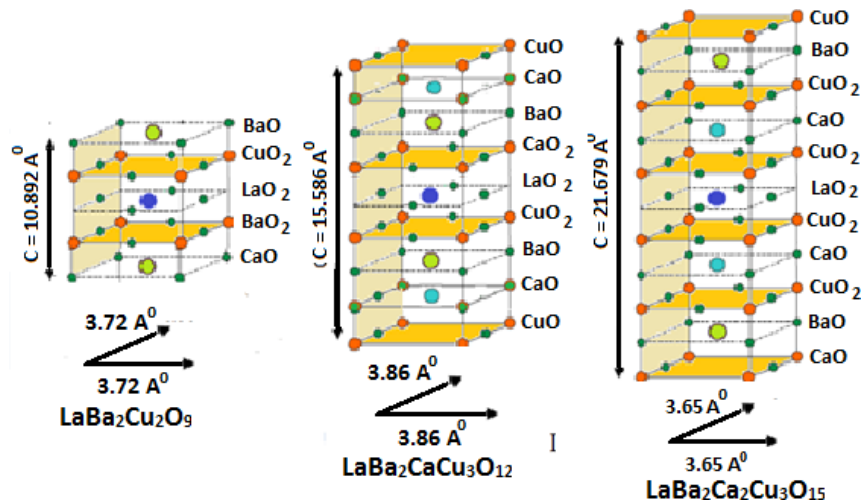 C = 10.892 A⁰
BaO
CuO₂
LaO₂
BaO₂
CaO
3.72 A⁰
3.72 A⁰
LaBa₂Cu₂O₉
C = 15.586 A⁰
CuO
CaO
BaO
CaO₂
LaO₂
CuO₂
BaO
CaO
CuO
3.86 A⁰
3.86 A⁰
LaBa₂CaCu₃O₁₂
C = 21.679 A⁰
CuO
BaO
CuO₂
CaO
CuO₂
LaO₂
CuO₂
CaO
CuO₂
BaO
CaO
3.65 A⁰
3.65 A⁰
LaBa₂Ca₂Cu₃O₁₅